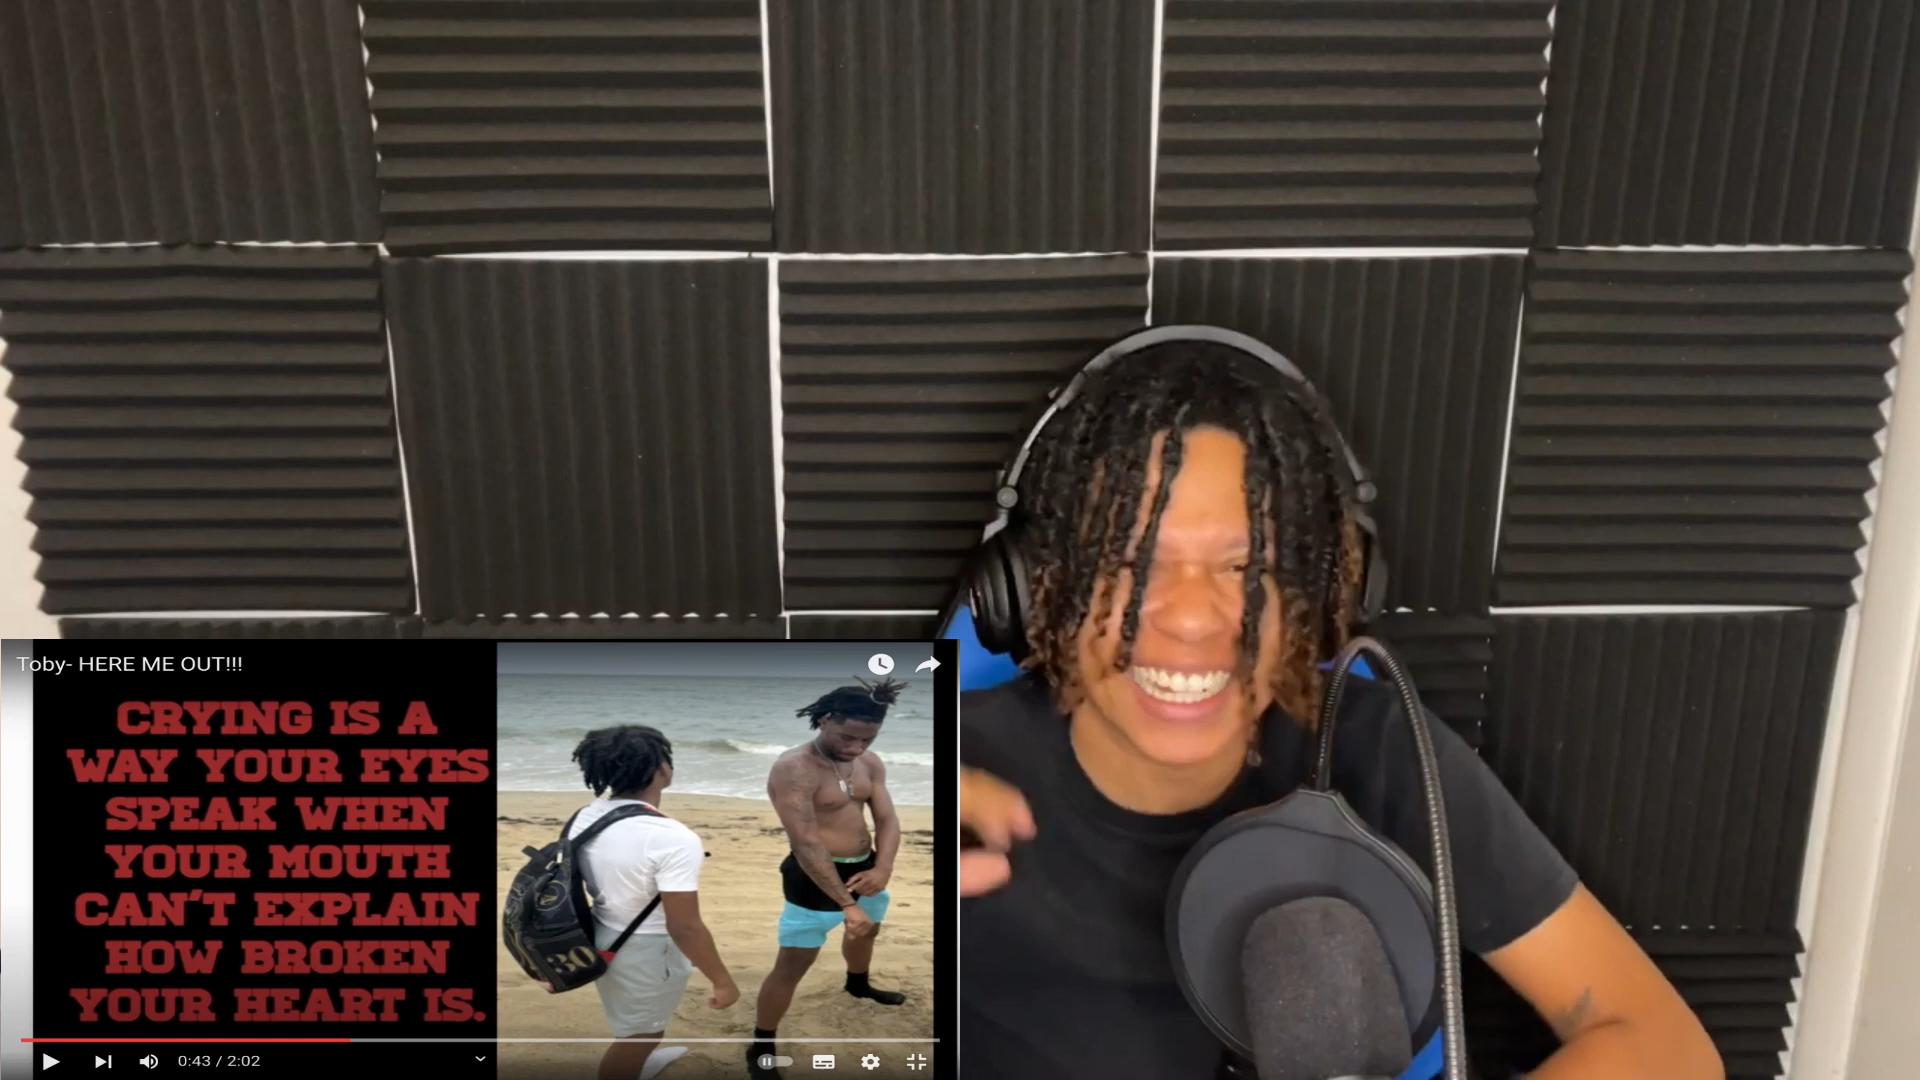 Toby- HERE ME OUT!!!
CRYING IS A
WAY YOUR EYES
SPEAK WHEN
YOUR MOUTH
CAN'T EXPLAIN
HOW BROKEN
YOUR HEART IS.
30
0:43 / 2:02